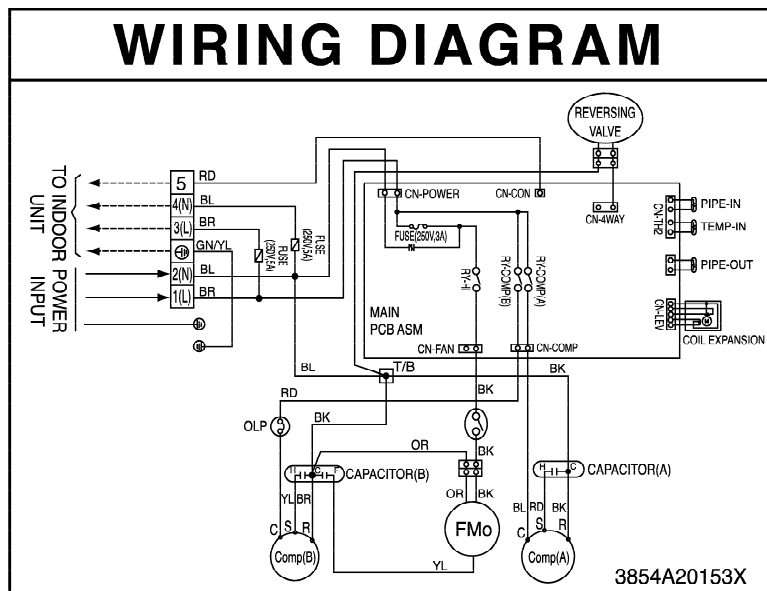 WIRING DIAGRAM
REVERSING
VALVE
TO INDOOR
UNIT
5
RD
4(N)
BL
3(L)
BR
GN/YL
2(N)
BL
1(L)
BR
POWER
INPUT
FUSE
(250V,5A)
FUSE
(250V,5A)
CN-POWER
CN-CON
CN-4WAY
FUSE(250V,3A)
RY-HI
RY-COMP(B)
RY-COMP(A)
MAIN
PCB ASM
CN-FAN
CN-COMP
CN-TH2
PIPE-IN
TEMP-IN
PIPE-OUT
CN-LEV
M
COIL EXPANSION
BL
T/B
BK
RD
BK
BK
OLP
OR
BK
H
C
F
CAPACITOR(B)
H
C
CAPACITOR(A)
YL
BR
OR
BK
BL
RD
BK
C
S
R
Comp(B)
FMo
C
S
R
Comp(A)
YL
3854A20153X